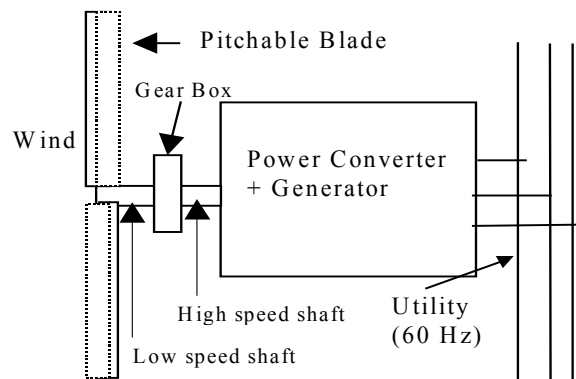 Pitchable Blade
Gear Box
Wind
Power Converter
+ Generator
Utility
(60 Hz)
High speed shaft
Low speed shaft